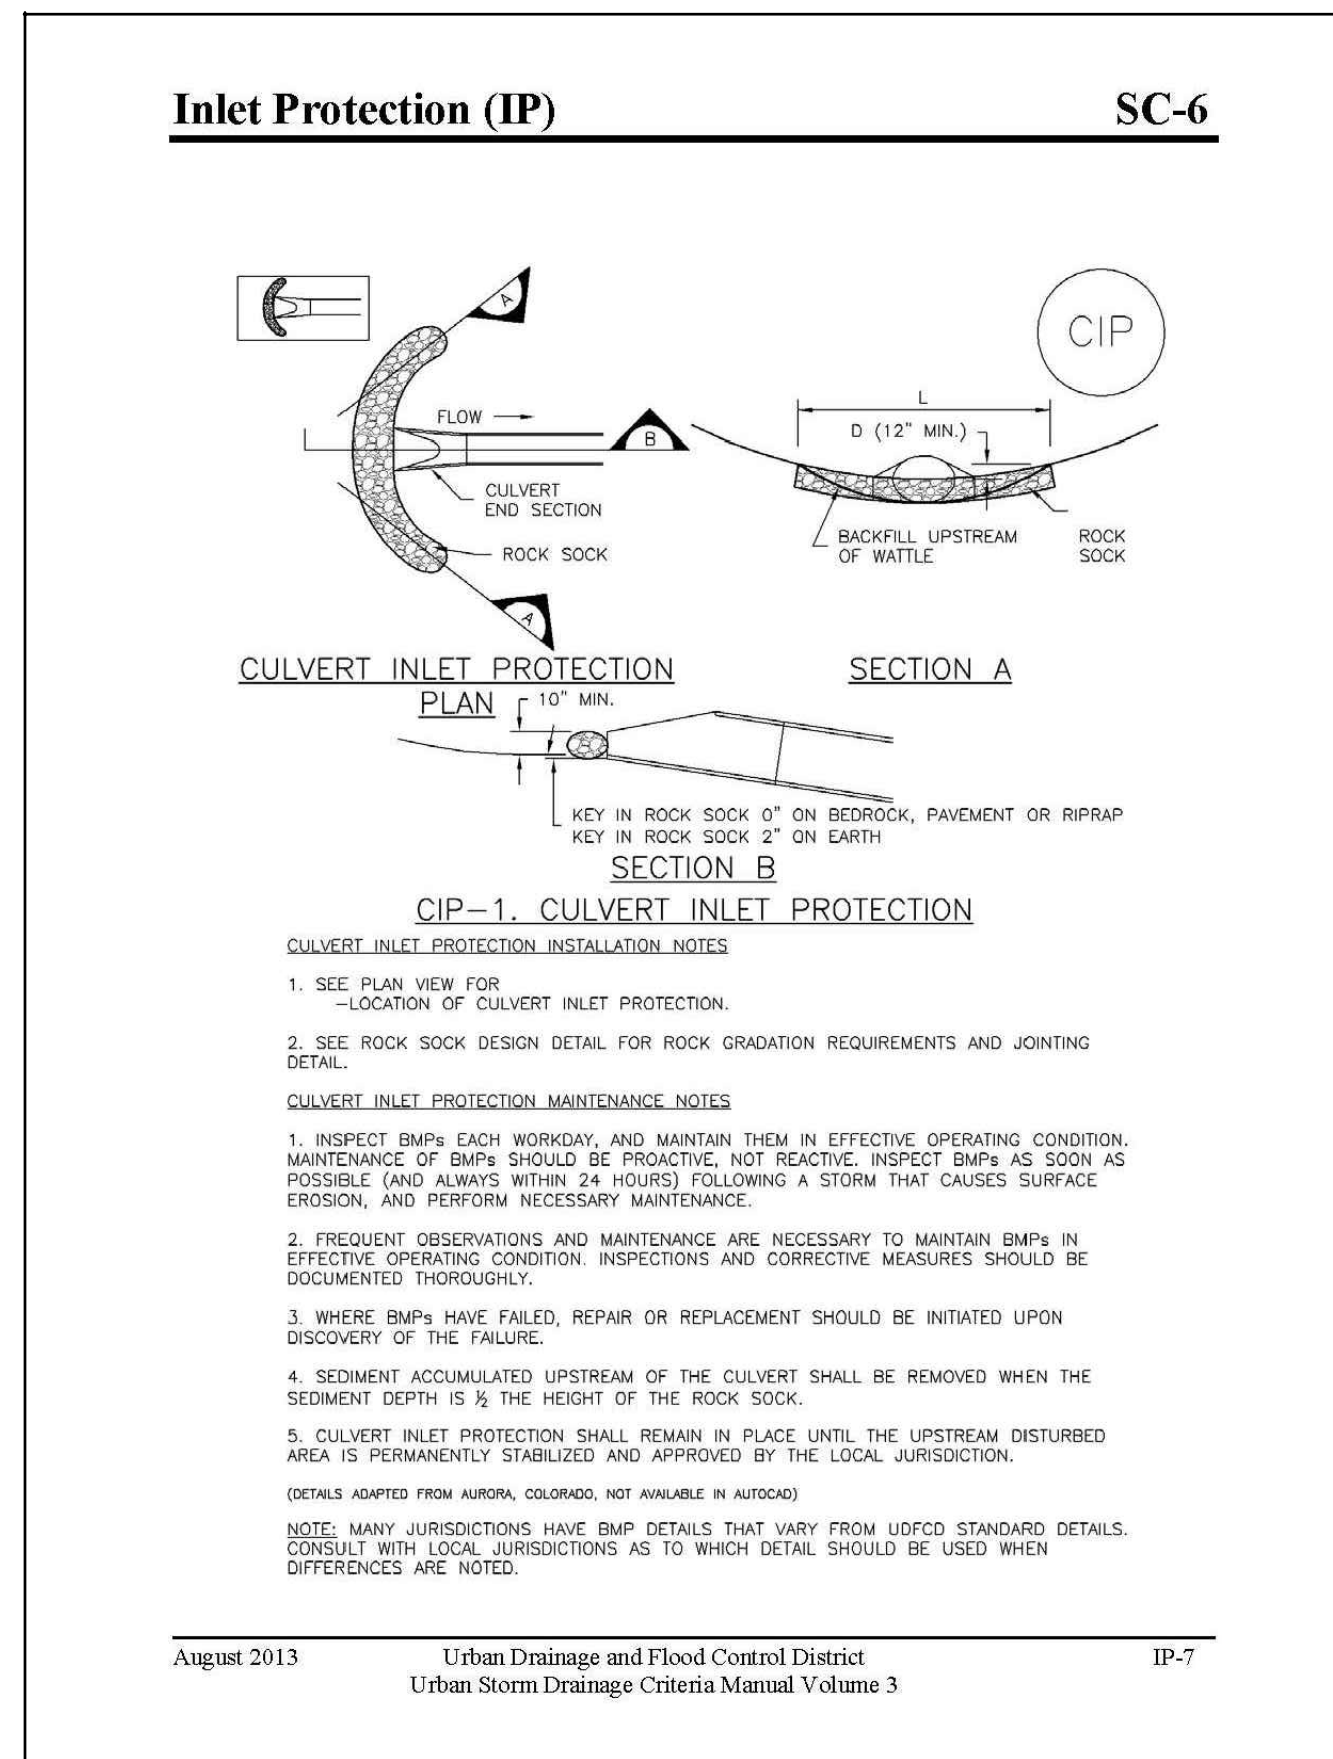 Inlet Protection (IP) SC-6
A
CIP
L
FLOW
D (12" MIN.)
B
CULVERT
END SECTION
ROCK SOCK
BACKFILL UPSTREAM
OF WATTLE
ROCK
SOCK
A
CULVERT INLET PROTECTION
PLAN
SECTION A
10" MIN.
KEY IN ROCK SOCK 0" ON BEDROCK, PAVEMENT OR RIPRAP
KEY IN ROCK SOCK 2" ON EARTH
SECTION B
CIP-1. CULVERT INLET PROTECTION
CULVERT INLET PROTECTION INSTALLATION NOTES
1. SEE PLAN VIEW FOR
-LOCATION OF CULVERT INLET PROTECTION.
2. SEE ROCK SOCK DESIGN DETAIL FOR ROCK GRADATION REQUIREMENTS AND JOINTING
DETAIL.
CULVERT INLET PROTECTION MAINTENANCE NOTES
1. INSPECT BMPs EACH WORKDAY, AND MAINTAIN THEM IN EFFECTIVE OPERATING CONDITION.
MAINTENANCE OF BMPs SHOULD BE PROACTIVE, NOT REACTIVE. INSPECT BMPs AS SOON AS
POSSIBLE (AND ALWAYS WITHIN 24 HOURS) FOLLOWING A STORM THAT CAUSES SURFACE
EROSION, AND PERFORM NECESSARY MAINTENANCE.
2. FREQUENT OBSERVATIONS AND MAINTENANCE ARE NECESSARY TO MAINTAIN BMPs IN
EFFECTIVE OPERATING CONDITION. INSPECTIONS AND CORRECTIVE MEASURES SHOULD BE
DOCUMENTED THOROUGHLY.
3. WHERE BMPs HAVE FAILED, REPAIR OR REPLACEMENT SHOULD BE INITIATED UPON
DISCOVERY OF THE FAILURE.
4. SEDIMENT ACCUMULATED UPSTREAM OF THE CULVERT SHALL BE REMOVED WHEN THE
SEDIMENT DEPTH IS ½ THE HEIGHT OF THE ROCK SOCK.
5. CULVERT INLET PROTECTION SHALL REMAIN IN PLACE UNTIL THE UPSTREAM DISTURBED
AREA IS PERMANENTLY STABILIZED AND APPROVED BY THE LOCAL JURISDICTION.
(DETAILS ADAPTED FROM AURORA, COLORADO, NOT AVAILABLE IN AUTOCAD)
NOTE: MANY JURISDICTIONS HAVE BMP DETAILS THAT VARY FROM UDFCD STANDARD DETAILS.
CONSULT WITH LOCAL JURISDICTIONS AS TO WHICH DETAIL SHOULD BE USED WHEN
DIFFERENCES ARE NOTED.
August 2013 Urban Drainage and Flood Control District IP-7
Urban Storm Drainage Criteria Manual Volume 3